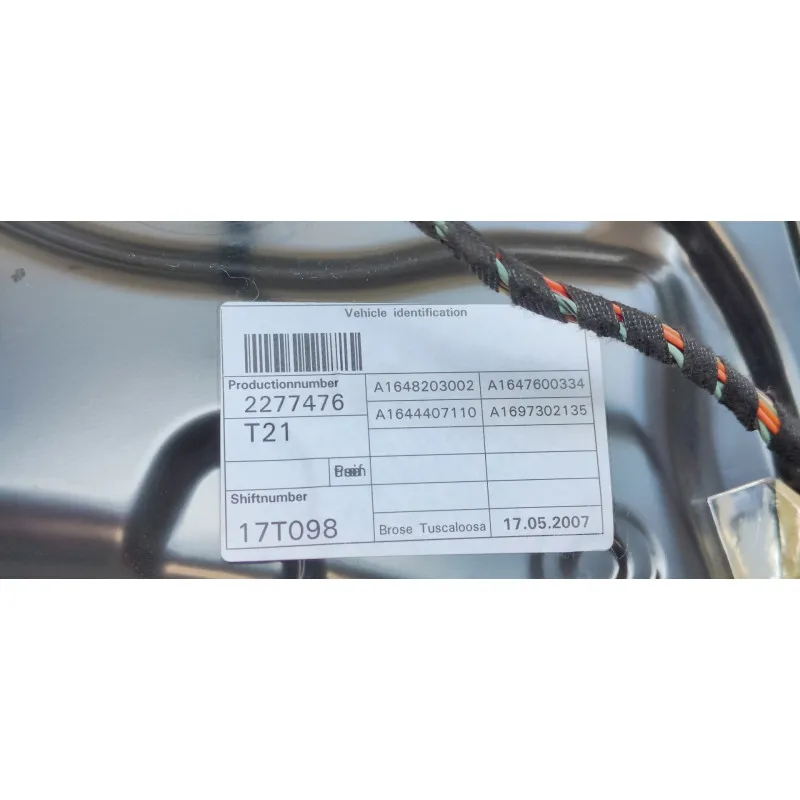 Vehicle identification
Productionnumber
2277476
A1648203002 A1647600334
T21
A1644407110 A1697302135
Shiftnumber
17T098
Brose Tuscaloosa 17.05.2007